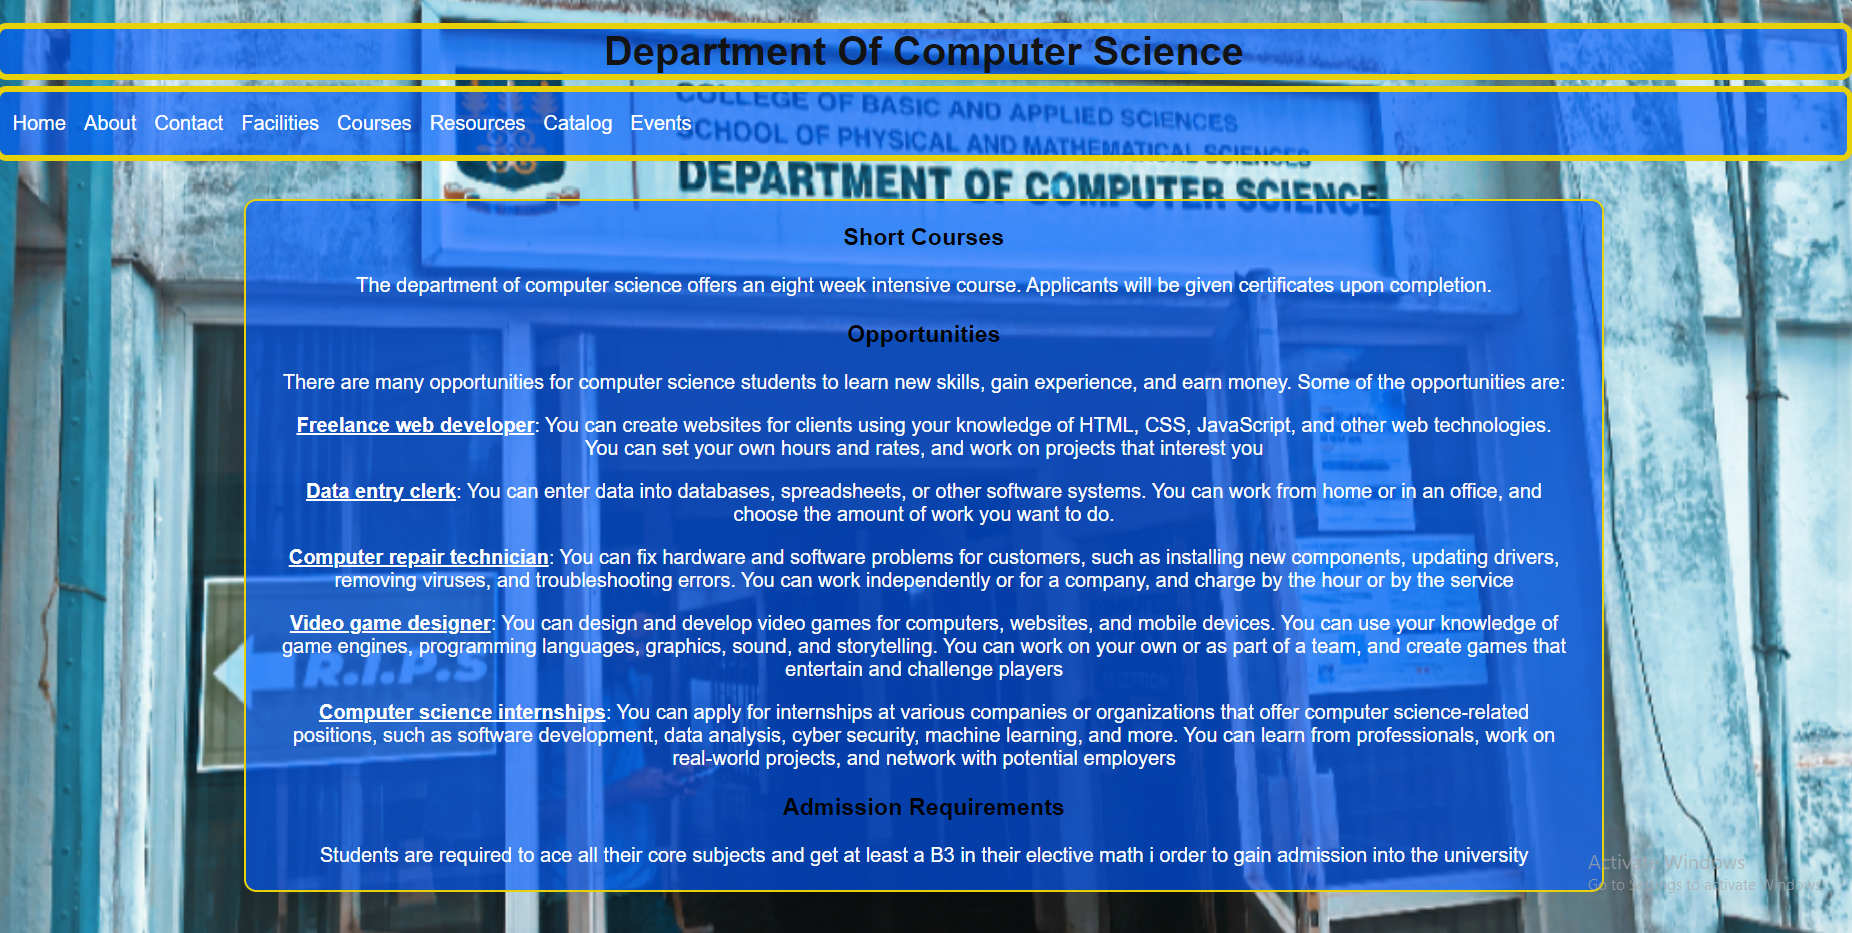 Department Of Computer Science
COLLEGE OF BASIC AND APPLIED SCIENCES
Home About Contact Facilities Courses Resources Catalog Events
SCHOOL OF PHYSICAL AND MATHEMATICAL SCIENCES
DEPARTMENT OF COMPUTER SCIENCE
Short Courses
The department of computer science offers an eight week intensive course. Applicants will be given certificates upon completion.
Opportunities
There are many opportunities for computer science students to learn new skills, gain experience, and earn money. Some of the opportunities are:
Freelance web developer: You can create websites for clients using your knowledge of HTML, CSS, JavaScript, and other web technologies.
You can set your own hours and rates, and work on projects that interest you
Data entry clerk: You can enter data into databases, spreadsheets, or other software systems. You can work from home or in an office, and
choose the amount of work you want to do.
Computer repair technician: You can fix hardware and software problems for customers, such as installing new components, updating drivers,
removing viruses, and troubleshooting errors. You can work independently or for a company, and charge by the hour or by the service
Video game designer: You can design and develop video games for computers, websites, and mobile devices. You can use your knowledge of
game engines, programming languages, graphics, sound, and storytelling. You can work on your own or as part of a team, and create games that
entertain and challenge players
R.I.P.S
Computer science internships: You can apply for internships at various companies or organizations that offer computer science-related
positions, such as software development, data analysis, cyber security, machine learning, and more. You can learn from professionals, work on
real-world projects, and network with potential employers
Admission Requirements
Students are required to ace all their core subjects and get at least a B3 in their elective math i order to gain admission into the university
Activate Windows
Go to Settings to activate Windows.